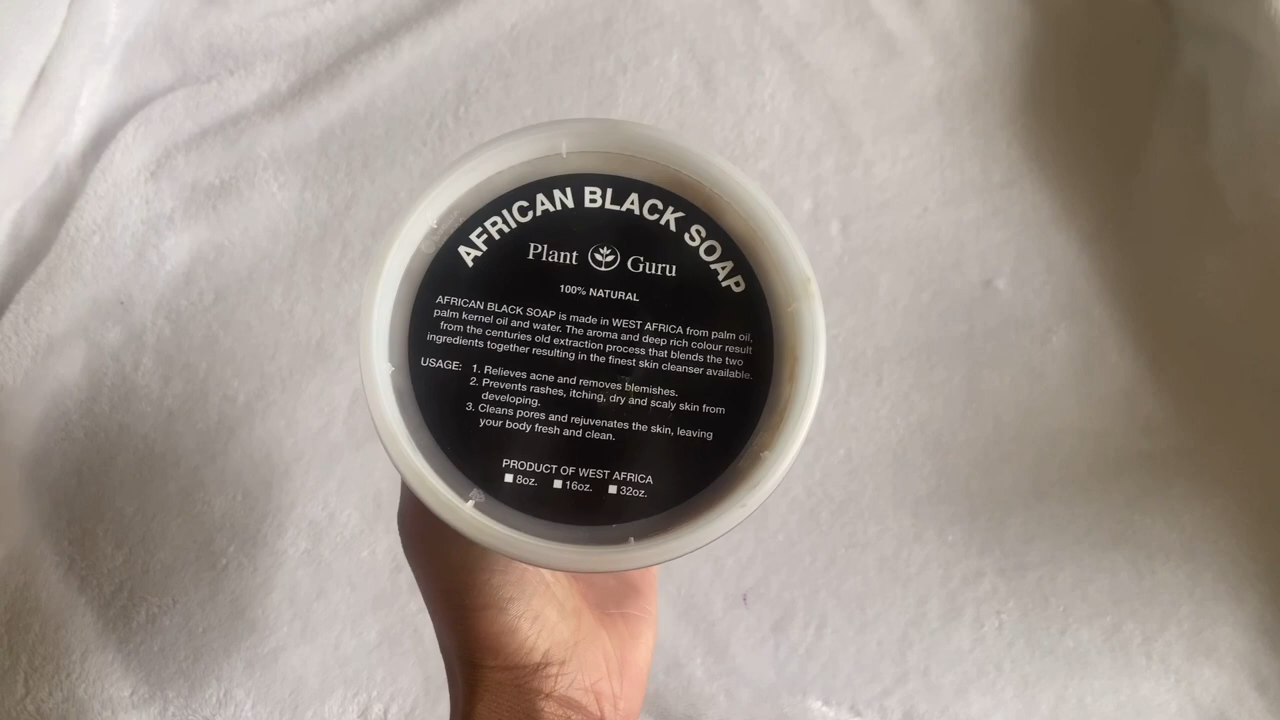 AFRICAN BLACK SOAP
Plant Guru
100% NATURAL
AFRICAN BLACK SOAP is made in WEST AFRICA from palm oil,
palm kernel oil and water. The aroma and deep rich colour result
from the centuries old extraction process that blends the two
ingredients together resulting in the finest skin cleanser available.
USAGE: 1. Relieves acne and removes blemishes.
2. Prevents rashes, itching, dry and scaly skin from
developing.
3. Cleans pores and rejuvenates the skin, leaving
your body fresh and clean.
PRODUCT OF WEST AFRICA
8oz. 16oz. 32oz.